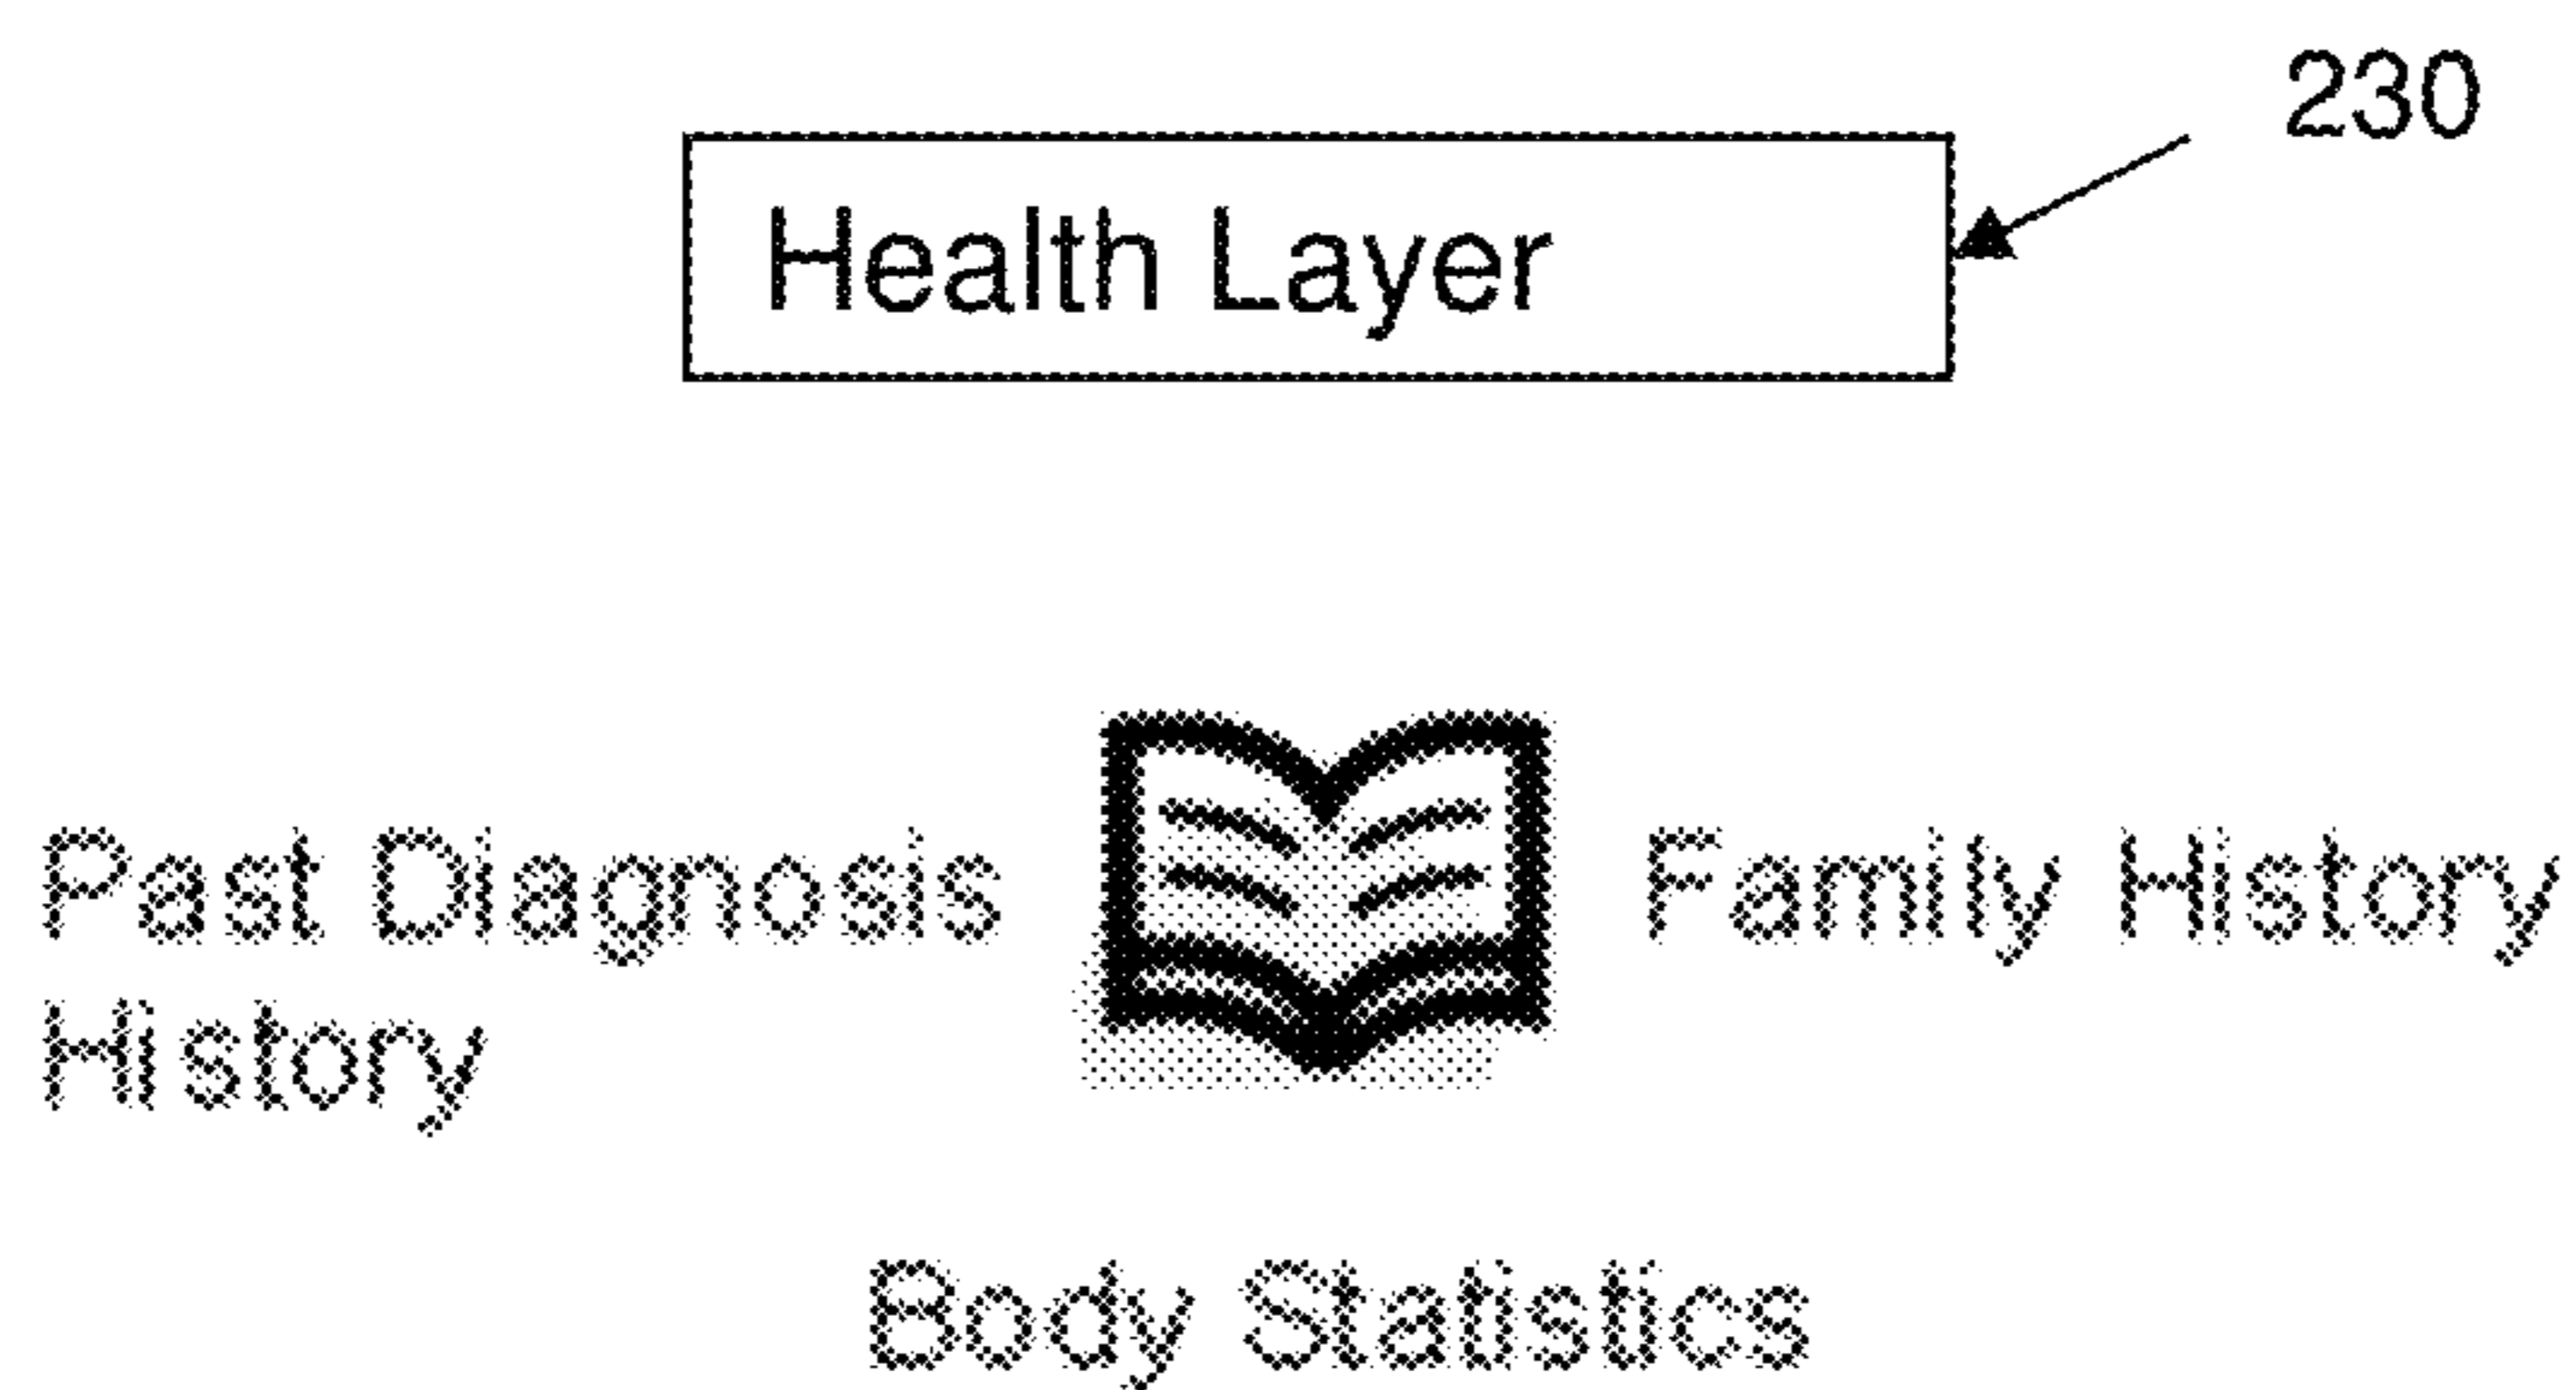 230
Health Layer
Past Diagnosis
History
Family History
Body Statistics